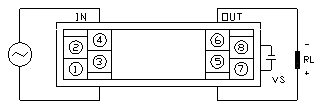 IN OUT
④ ⑥
② ⑧
③ ⑤
① ⑦
-
RL
+
VS